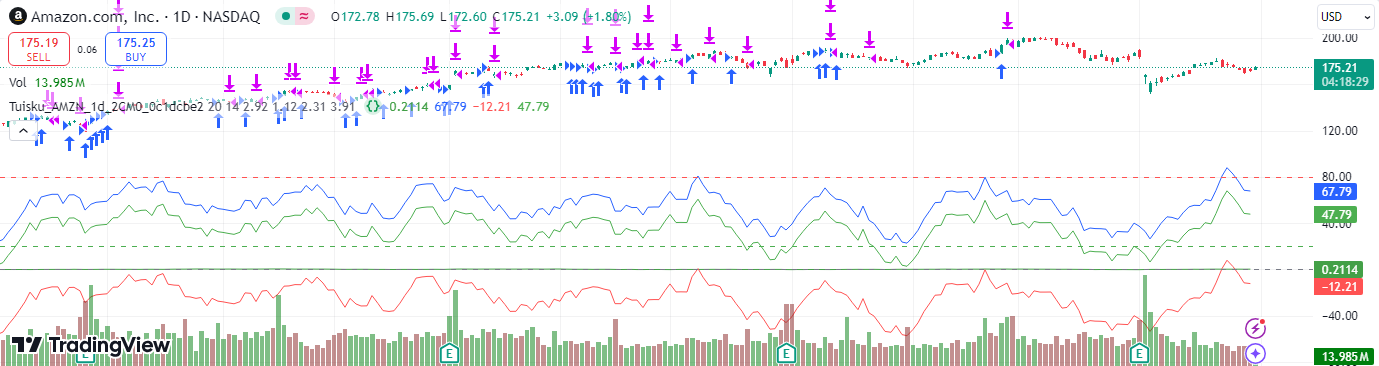 Amazon.com, Inc. · 1D · NASDAQ O172.78 H175.69 L172.60 C175.21 +3.09 (+1.80%)
USD
200.00
175.19 SELL 0.06 175.25 BUY
175.21
04:18:29
Vol 13.985 M
Tuisku_AMZN_1d_2CM0_0c1dcbe2 20 14 2.92 1.12 2.31 3.91 0.2114 67.79 −12.21 47.79
120.00
80.00
67.79
47.79
40.00
0.2114
−12.21
−40.00
TradingView
E E E E
13.985 M